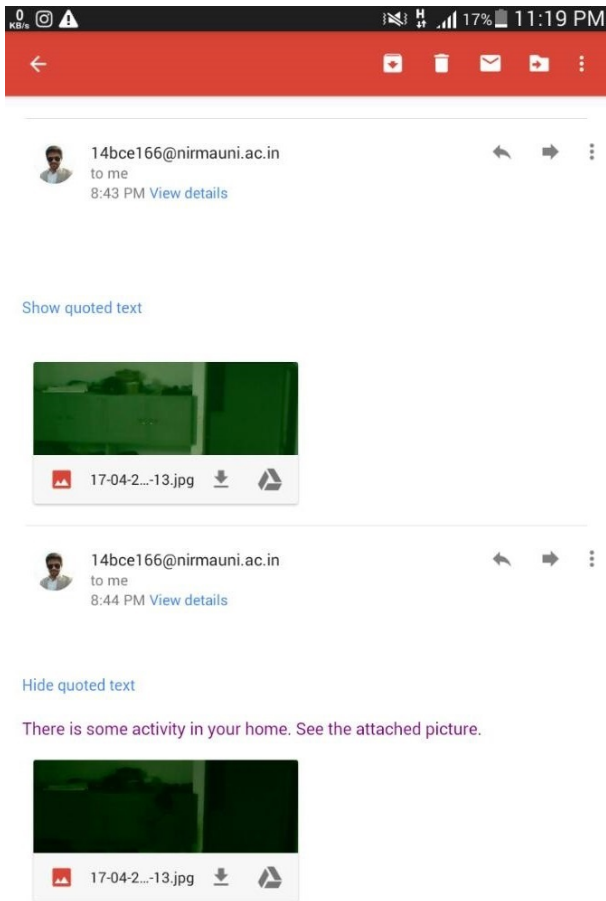 0
KB/s
H
17%
11:19 PM
14bce166@nirmauni.ac.in
to me
8:43 PM View details
Show quoted text
17-04-2...-13.jpg
14bce166@nirmauni.ac.in
to me
8:44 PM View details
Hide quoted text
There is some activity in your home. See the attached picture.
17-04-2...-13.jpg